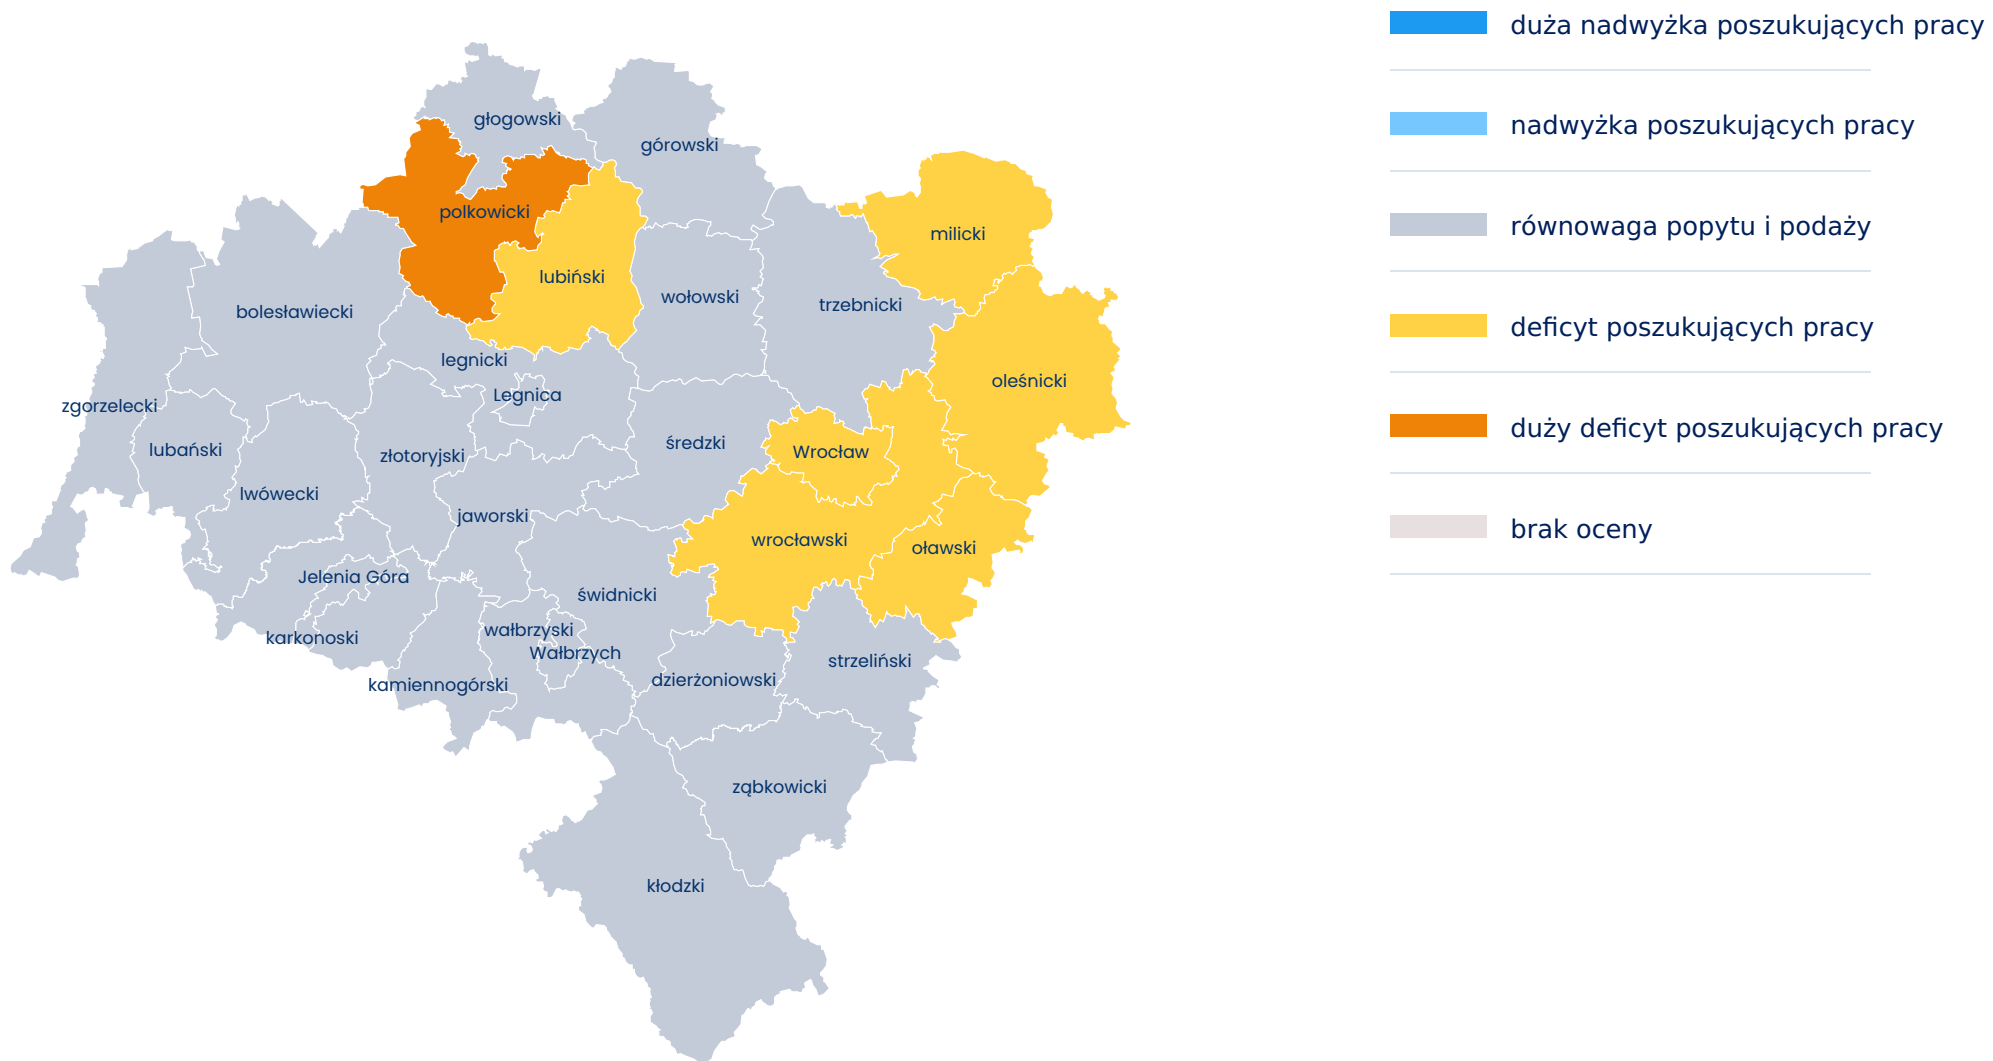 duża nadwyżka poszukujących pracy
nadwyżka poszukujących pracy
równowaga popytu i podaży
deficyt poszukujących pracy
duży deficyt poszukujących pracy
brak oceny
głogowski
górowski
polkowicki
milicki
lubiński
wołowski
trzebnicki
bolesławiecki
legnicki
oleśnicki
Legnica
zgorzelecki
średzki
lubański
Wrocław
złotoryjski
lwówecki
jaworski
wrocławski
oławski
Jelenia Góra
świdnicki
wałbrzyski
karkonoski
Wałbrzych
strzeliński
dzierżoniowski
kamiennogórski
ząbkowicki
kłodzki